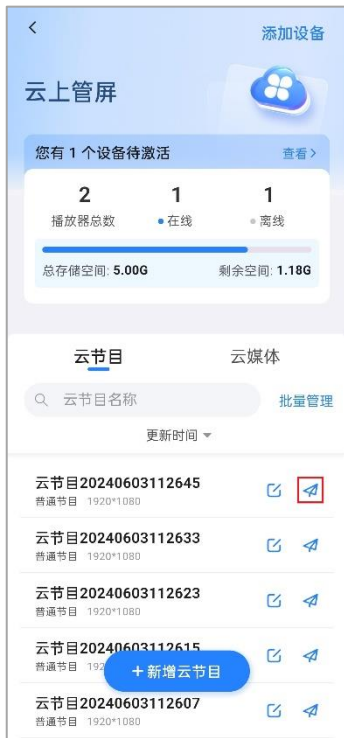 添加设备
云上管屏
您有 1 个设备待激活 查看>
2 1 1
播放器总数 在线 离线
总存储空间: 5.00G 剩余空间: 1.18G
云节目 云媒体
云节目名称 批量管理
更新时间
云节目20240603112645
普通节目 1920*1080
云节目20240603112633
普通节目 1920*1080
云节目20240603112623
普通节目 1920*1080
云节目20240603112615
普通节目 192
+新增云节目
云节目20240603112607
普通节目 1920*1080